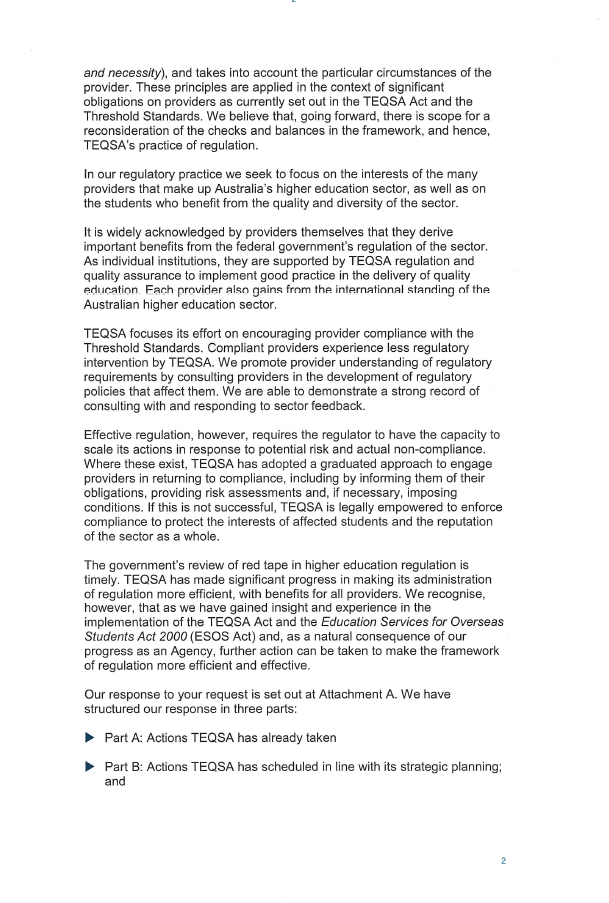 and necessity), and takes into account the particular circumstances of the
provider. These principles are applied in the context of significant
obligations on providers as currently set out in the TEQSA Act and the
Threshold Standards. We believe that, going forward, there is scope for a
reconsideration of the checks and balances in the framework, and hence,
TEQSA's practice of regulation.
In our regulatory practice we seek to focus on the interests of the many
providers that make up Australia's higher education sector, as well as on
the students who benefit from the quality and diversity of the sector.
It is widely acknowledged by providers themselves that they derive
important benefits from the federal government's regulation of the sector.
As individual institutions, they are supported by TEQSA regulation and
quality assurance to implement good practice in the delivery of quality
education. Each provider also gains from the international standing of the
Australian higher education sector.
TEQSA focuses its effort on encouraging provider compliance with the
Threshold Standards. Compliant providers experience less regulatory
intervention by TEQSA. We promote provider understanding of regulatory
requirements by consulting providers in the development of regulatory
policies that affect them. We are able to demonstrate a strong record of
consulting with and responding to sector feedback.
Effective regulation, however, requires the regulator to have the capacity to
scale its actions in response to potential risk and actual non-compliance.
Where these exist, TEQSA has adopted a graduated approach to engage
providers in returning to compliance, including by informing them of their
obligations, providing risk assessments and, if necessary, imposing
conditions. If this is not successful, TEQSA is legally empowered to enforce
compliance to protect the interests of affected students and the reputation
of the sector as a whole.
The government's review of red tape in higher education regulation is
timely. TEQSA has made significant progress in making its administration
of regulation more efficient, with benefits for all providers. We recognise,
however, that as we have gained insight and experience in the
implementation of the TEQSA Act and the Education Services for Overseas
Students Act 2000 (ESOS Act) and, as a natural consequence of our
progress as an Agency, further action can be taken to make the framework
of regulation more efficient and effective.
Our response to your request is set out at Attachment A. We have
structured our response in three parts:
▶ Part A: Actions TEQSA has already taken
▶ Part B: Actions TEQSA has scheduled in line with its strategic planning;
and
2